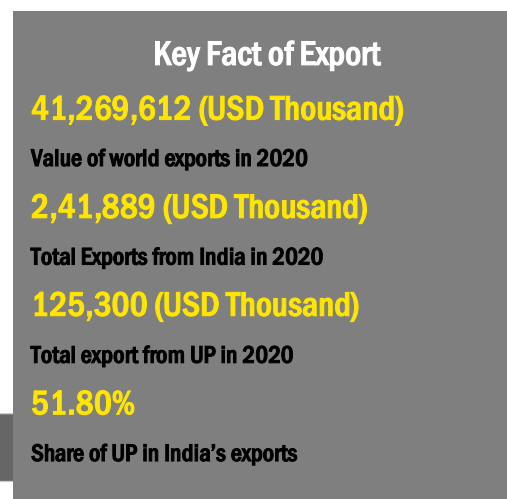 Key Fact of Export
41,269,612 (USD Thousand)
Value of world exports in 2020
2,41,889 (USD Thousand)
Total Exports from India in 2020
125,300 (USD Thousand)
Total export from UP in 2020
51.80%
Share of UP in India's exports